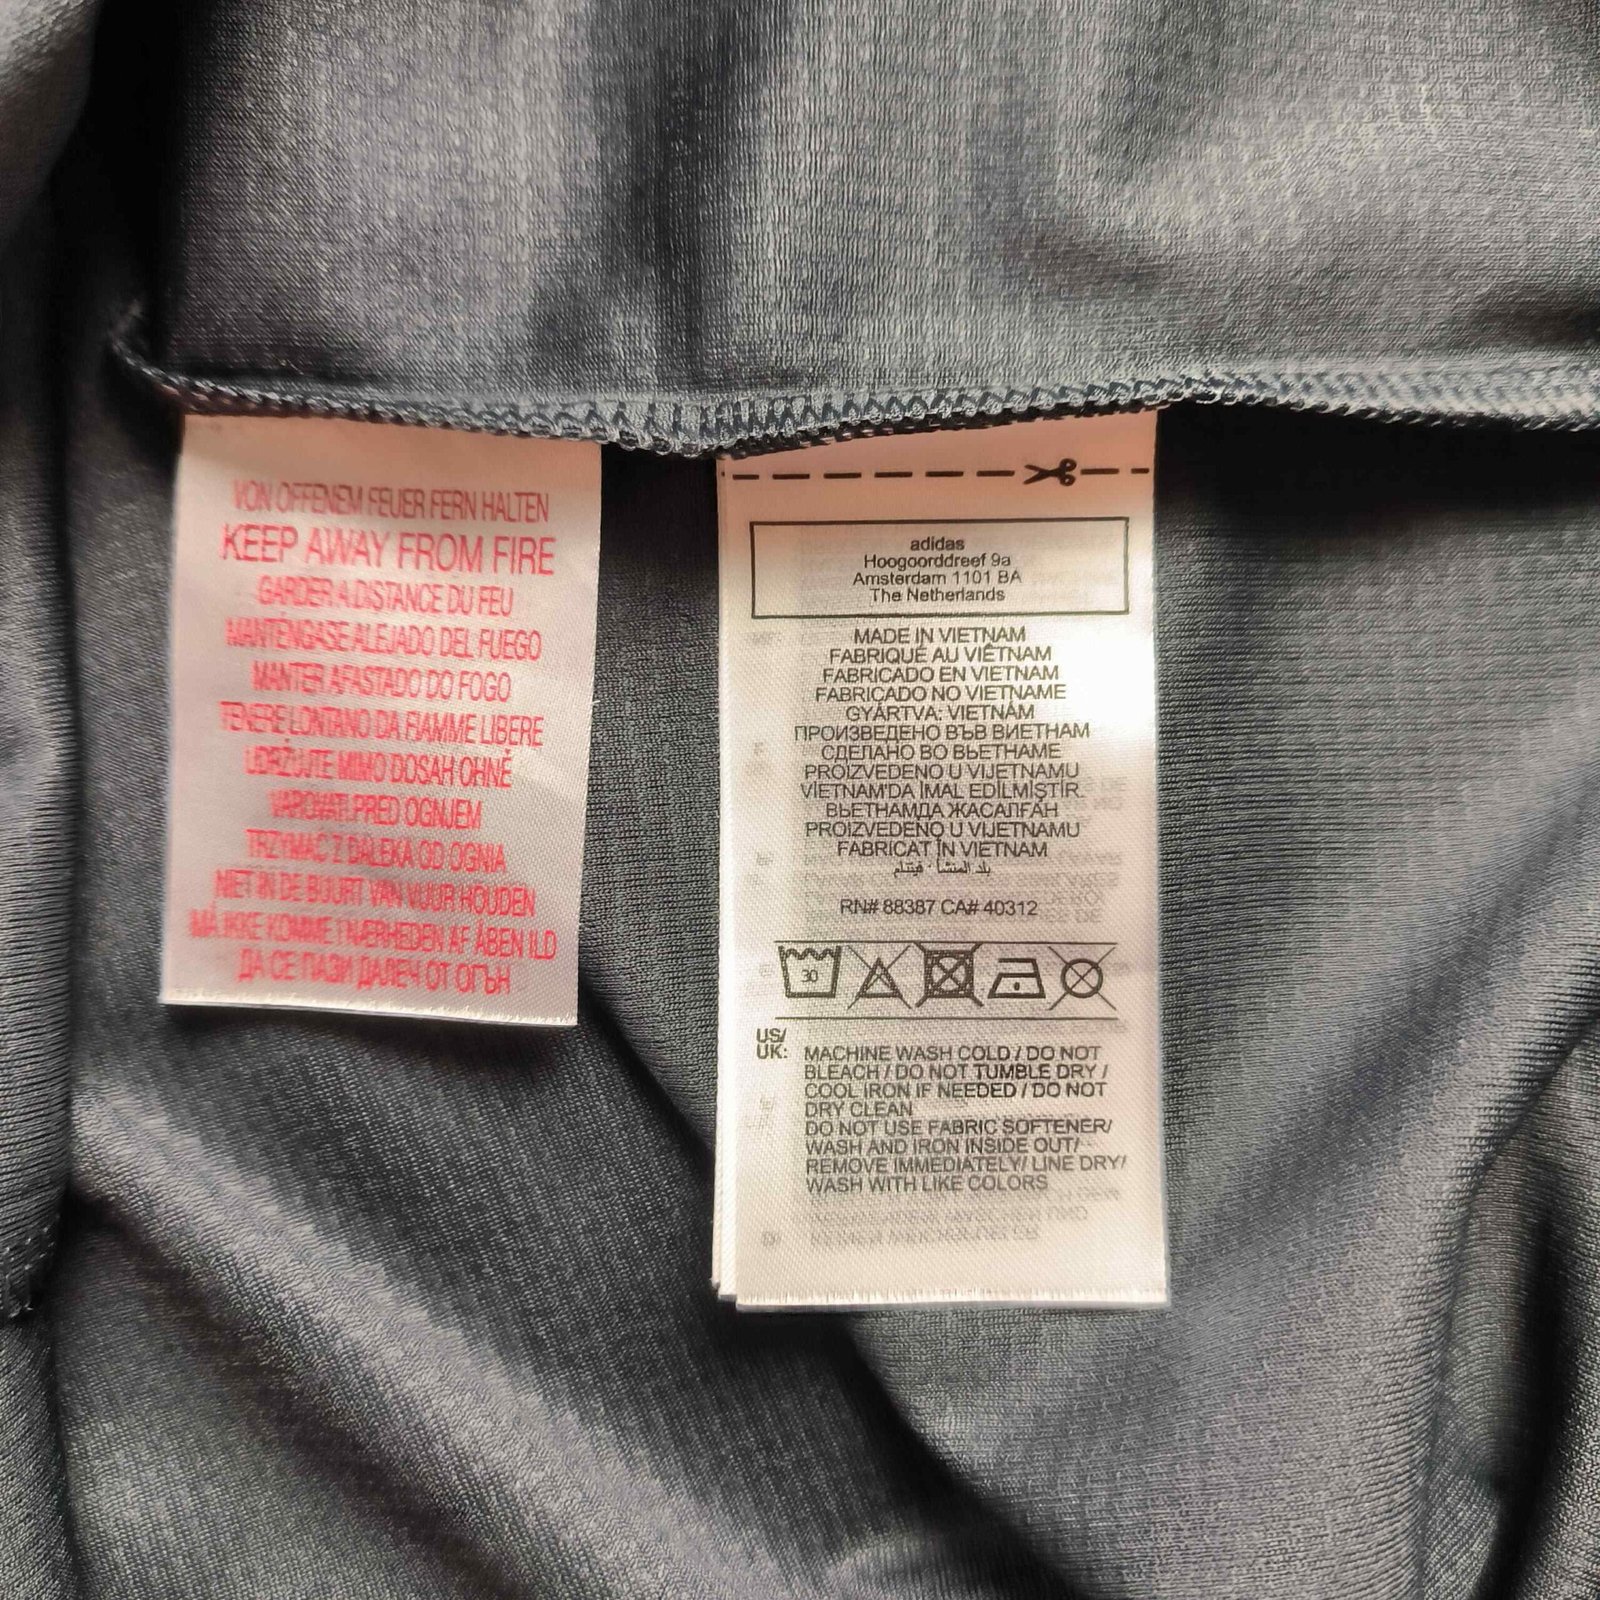 VON OFFENEM FEUER FERN HALTEN
KEEP AWAY FROM FIRE
GARDER A DISTANCE DU FEU
MANTÉNGASE ALEJADO DEL FUEGO
MANTER AFASTADO DO FOGO
TENERE LONTANO DA FIAMME LIBERE
UDRŽUJTE MIMO DOSAH OHNĚ
VAROVATI PRED OGNJEM
TRZYMAĆ Z DALEKA OD OGNIA
NIET IN DE BUURT VAN VUUR HOUDEN
MÅ IKKE KOMME I NÆRHEDEN AF ÅBEN ILD
ДА СЕ ПАЗИ ДАЛЕЧ ОТ ОГЪН
adidas
Hoogoorddreef 9a
Amsterdam 1101 BA
The Netherlands
MADE IN VIETNAM
FABRIQUÉ AU VIÊTNAM
FABRICADO EN VIETNAM
FABRICADO NO VIETNAME
GYÁRTVA: VIETNÁM
ПРОИЗВЕДЕНО ВЪВ ВИЕТНАМ
СДЕЛАНО ВО ВЬЕТНАМЕ
PROIZVEDENO U VIJETNAMU
VİETNAM'DA İMAL EDİLMİŞTİR.
ВЬЕТНАМДА ЖАСАЛҒАН
PROIZVEDENO U VIJETNAMU
FABRICAT ÎN VIETNAM
بلد المنشأ: فيتنام
RN# 88387 CA# 40312
30
US/
UK: MACHINE WASH COLD / DO NOT
BLEACH / DO NOT TUMBLE DRY /
COOL IRON IF NEEDED / DO NOT
DRY CLEAN
DO NOT USE FABRIC SOFTENER/
WASH AND IRON INSIDE OUT/
REMOVE IMMEDIATELY/ LINE DRY/
WASH WITH LIKE COLORS